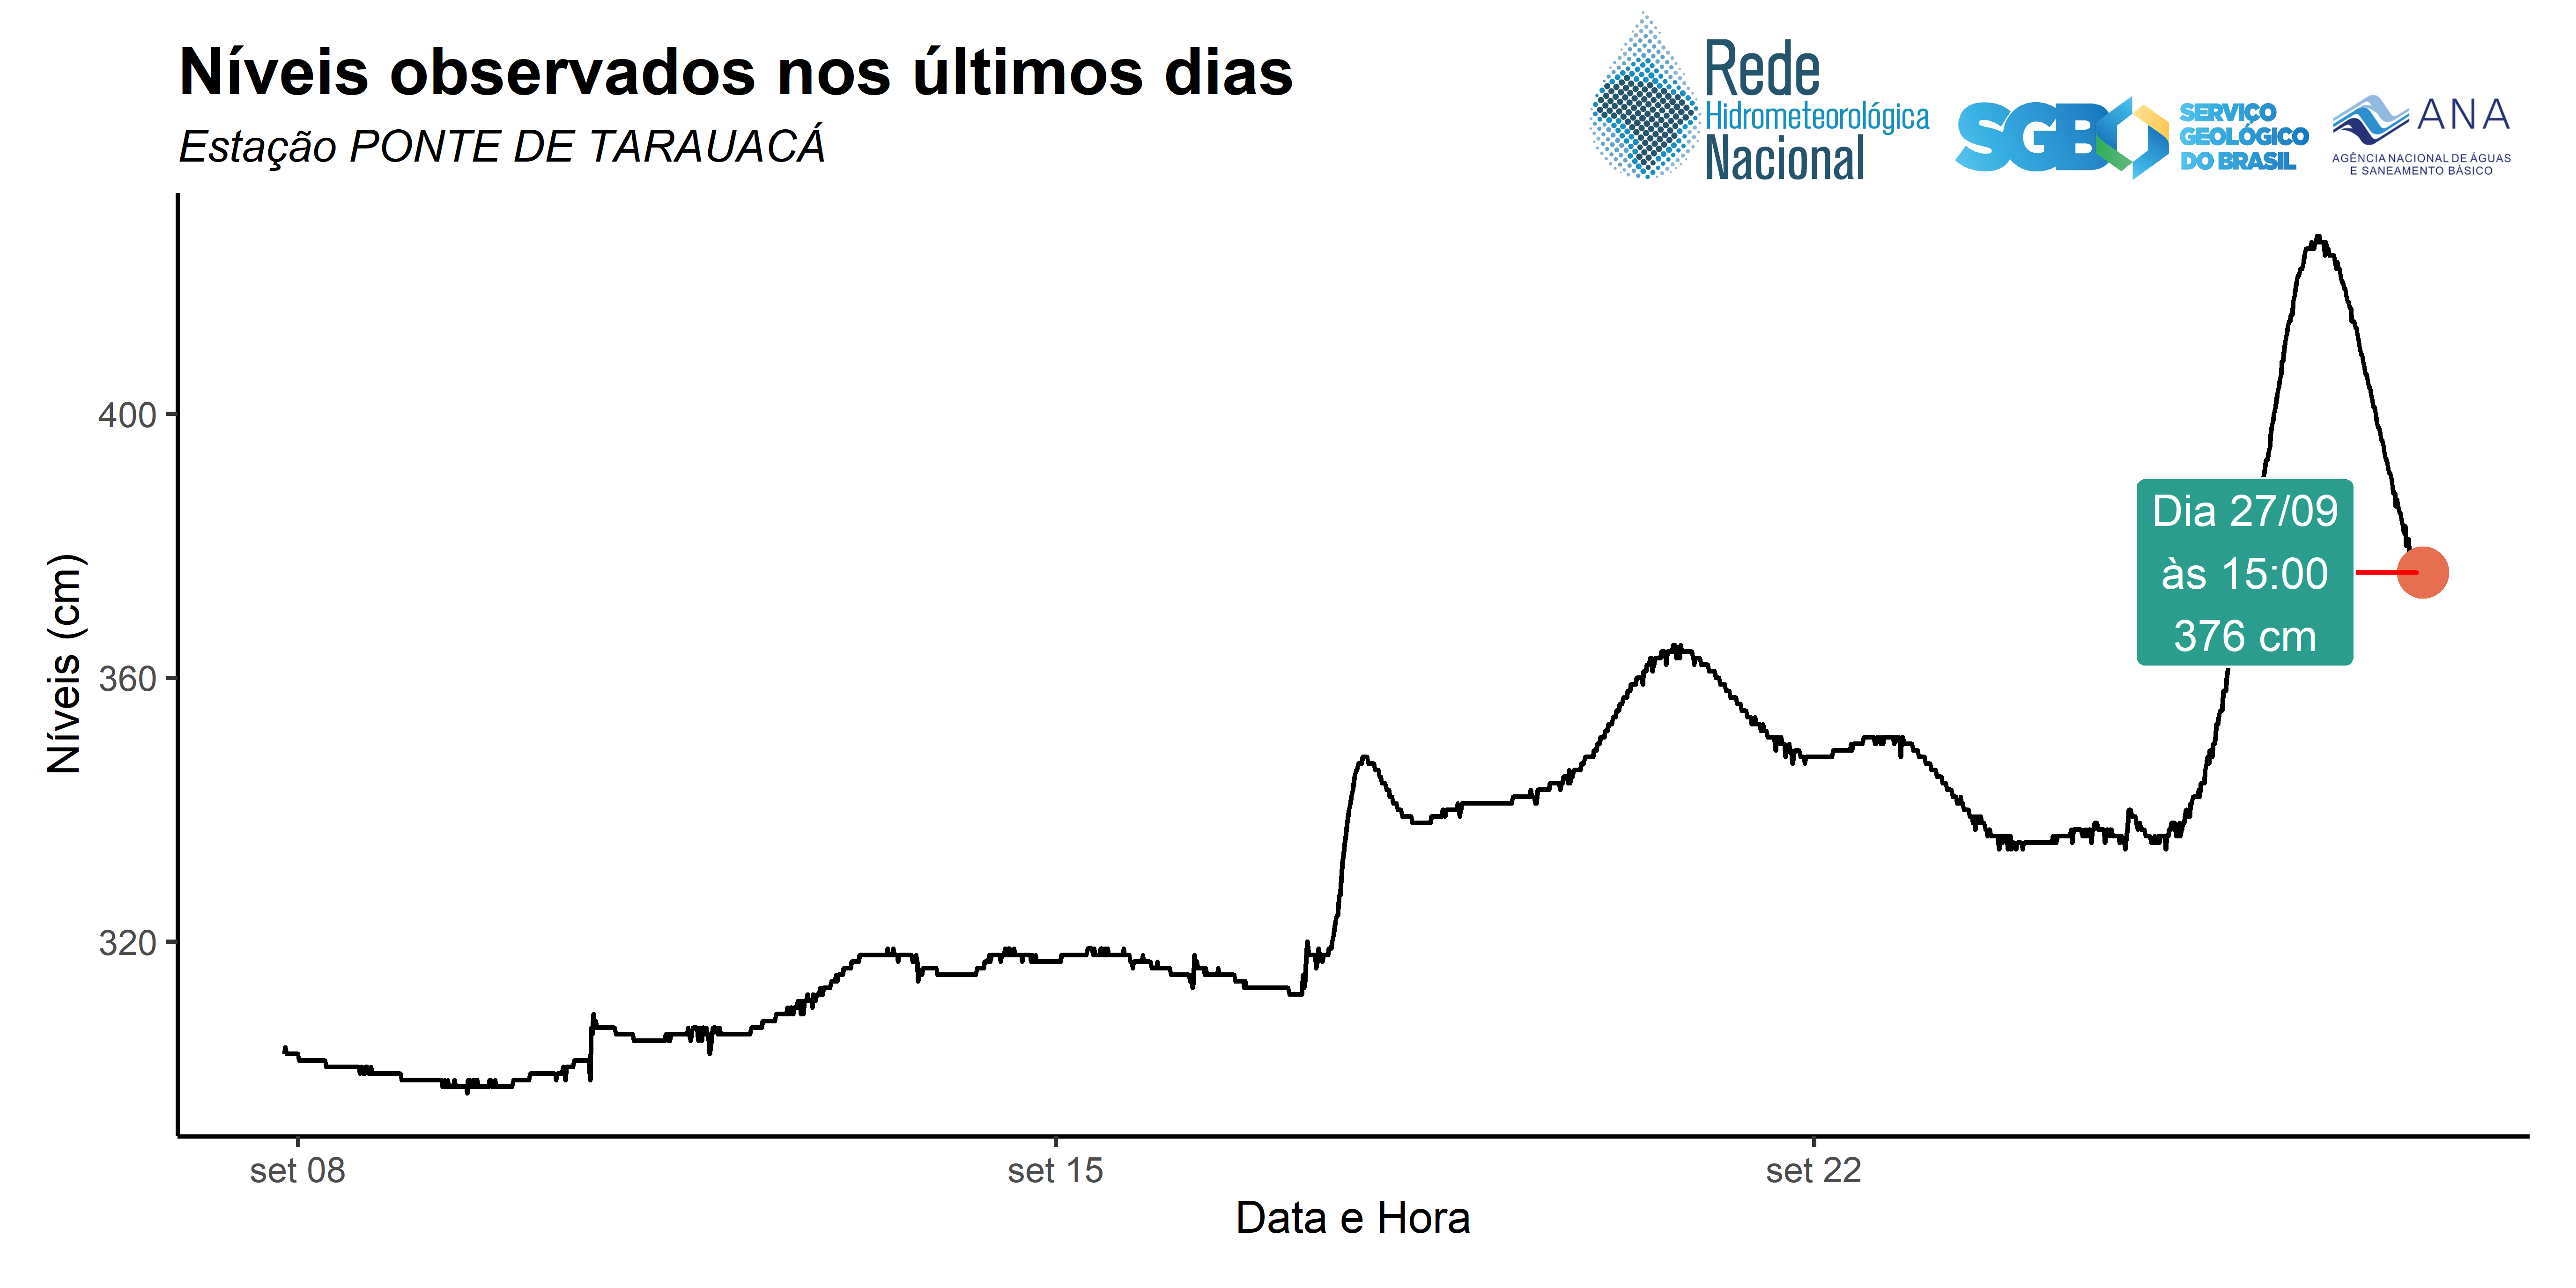 Níveis observados nos últimos dias
Estação PONTE DE TARAUACÁ
Rede
Hidrometeorológica
Nacional
SGB
SERVIÇO
GEOLÓGICO
DO BRASIL
ANA
AGÊNCIA NACIONAL DE ÁGUAS
E SANEAMENTO BÁSICO
Níveis (cm)
400
360
320
Dia 27/09
às 15:00
376 cm
set 08
set 15
set 22
Data e Hora